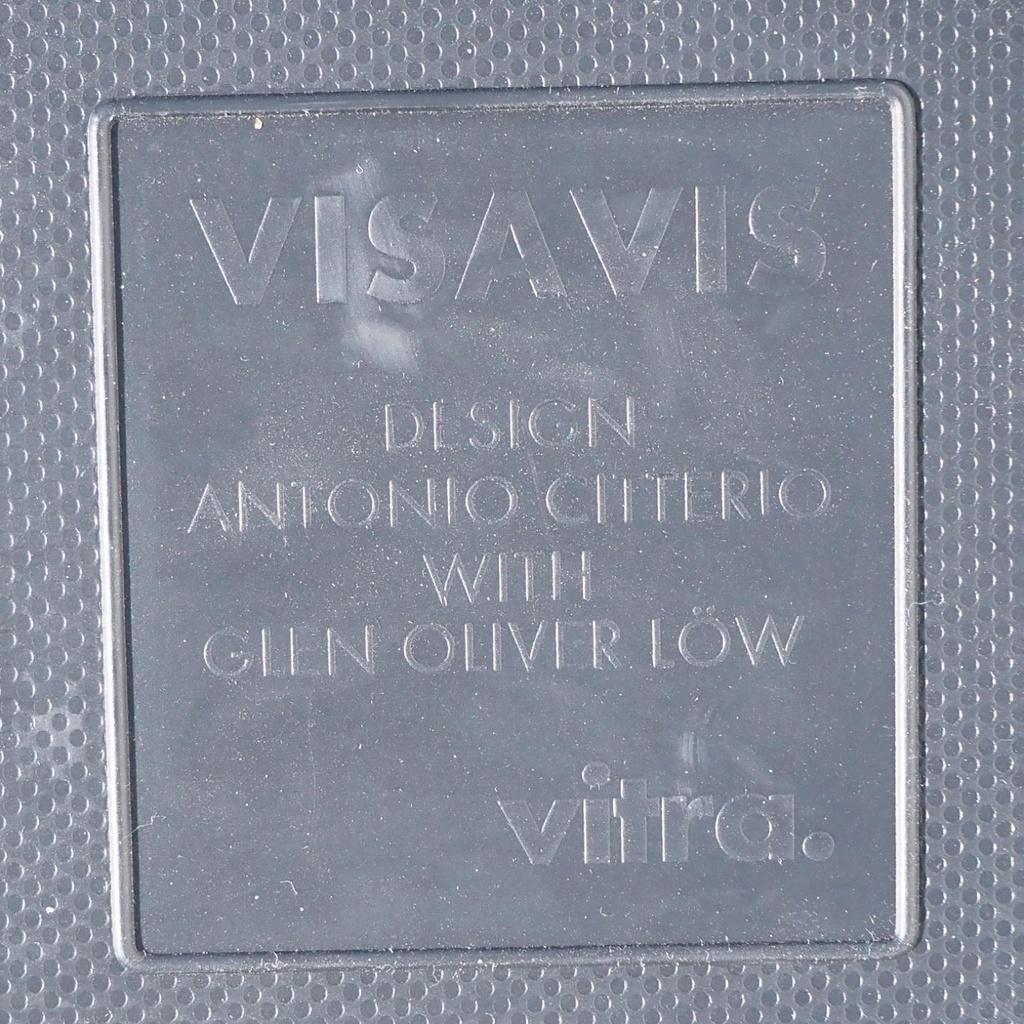 VISAVIS
DESIGN
ANTONIO CITTERIO
WITH
GLEN OLIVER LÖW
vitra.